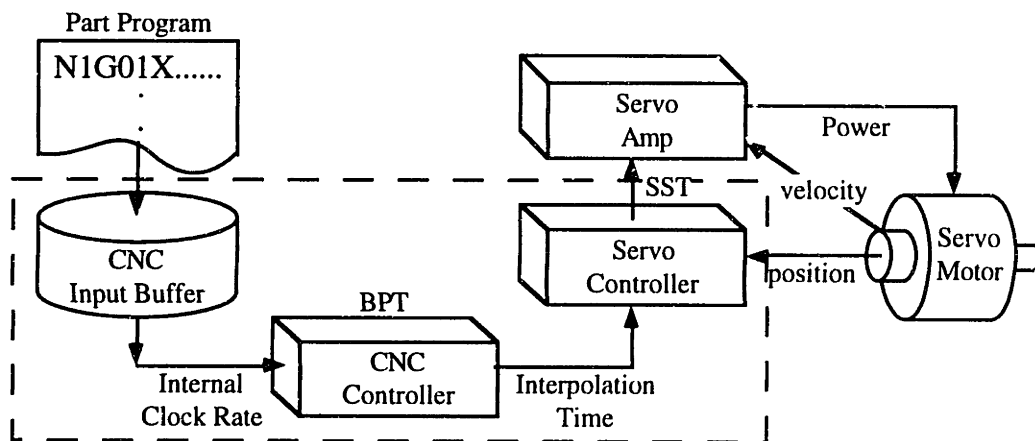 Part Program
N1G01X......
.
.
Servo
Amp
Power
SST
velocity
CNC
Input Buffer
Servo
Controller
position
Servo
Motor
BPT
CNC
Controller
Internal
Clock Rate
Interpolation
Time